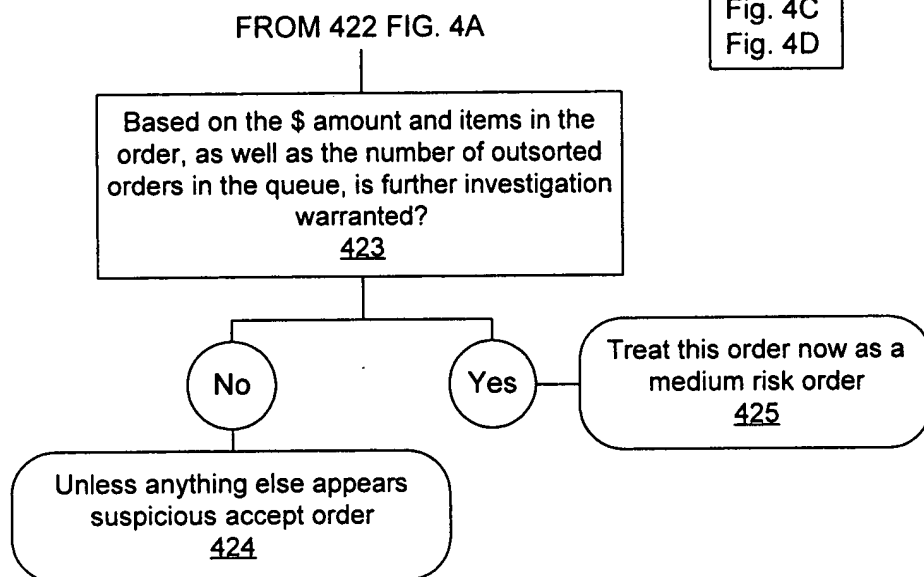 FROM 422 FIG. 4A
Fig. 4C
Fig. 4D
Based on the $ amount and items in the
order, as well as the number of outsorted
orders in the queue, is further investigation
warranted?
423
No
Yes
Treat this order now as a
medium risk order
425
Unless anything else appears
suspicious accept order
424